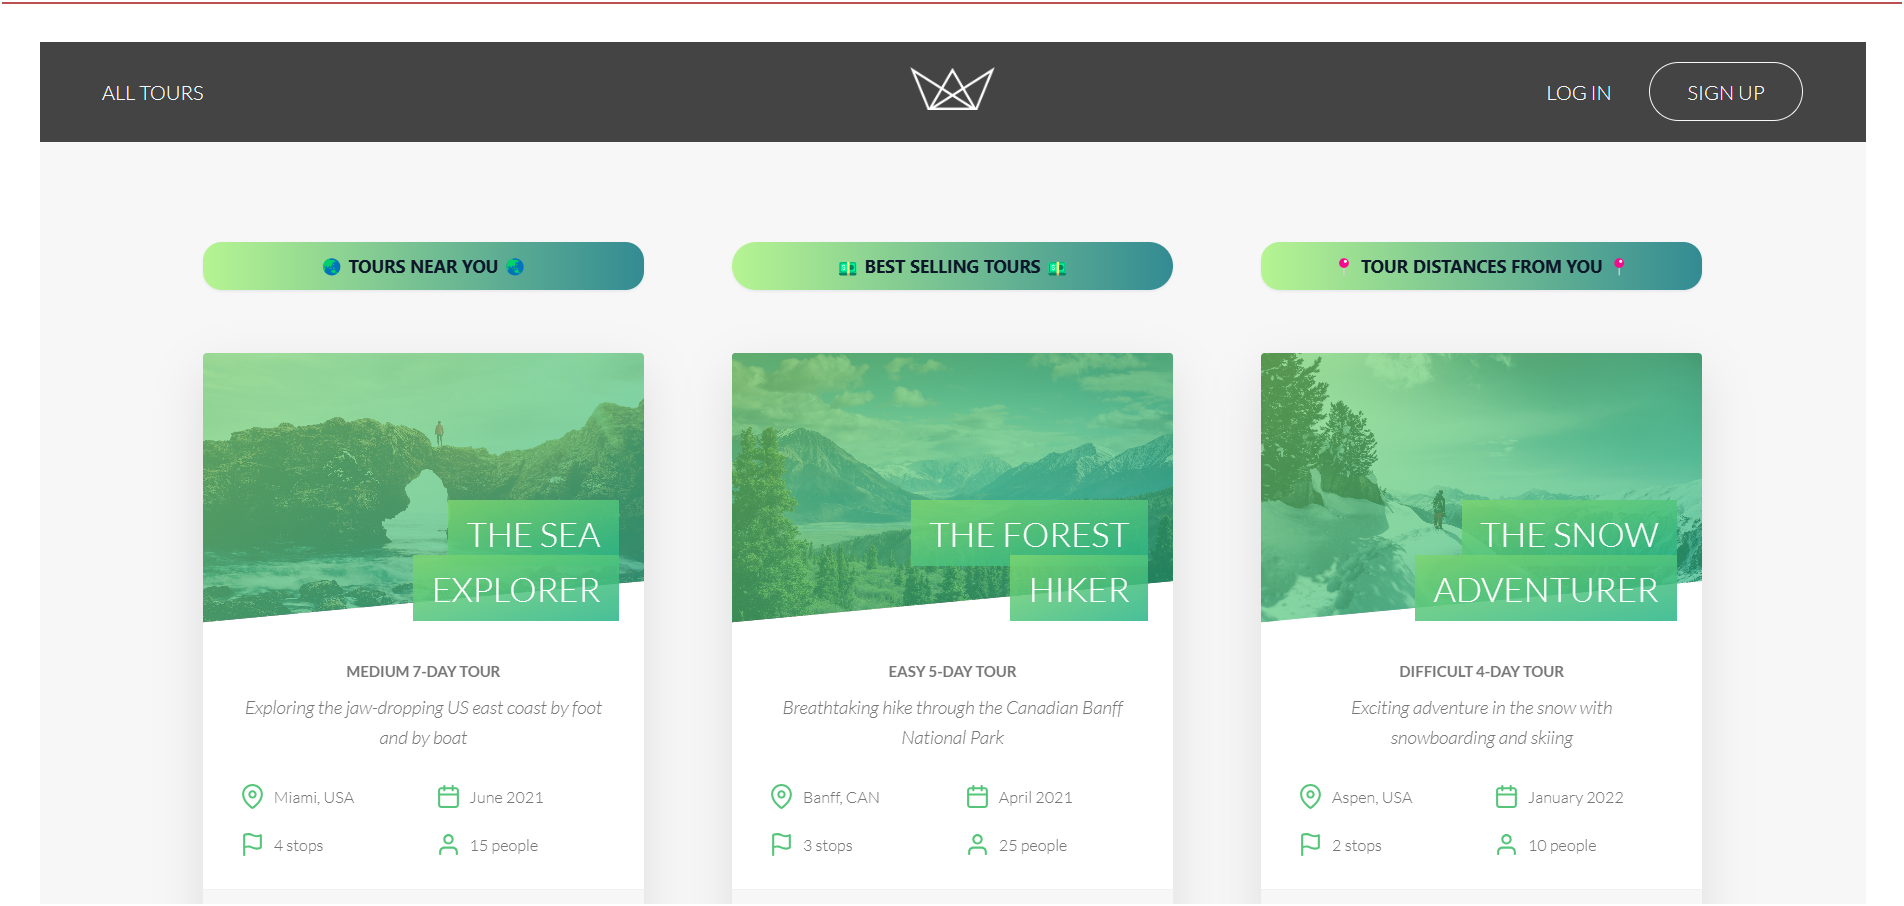 ALL TOURS
LOG IN
SIGN UP
TOURS NEAR YOU
BEST SELLING TOURS
TOUR DISTANCES FROM YOU
THE SEA
EXPLORER
MEDIUM 7-DAY TOUR
Exploring the jaw-dropping US east coast by foot
and by boat
Miami, USA
June 2021
4 stops
15 people
THE FOREST
HIKER
EASY 5-DAY TOUR
Breathtaking hike through the Canadian Banff
National Park
Banff, CAN
April 2021
3 stops
25 people
THE SNOW
ADVENTURER
DIFFICULT 4-DAY TOUR
Exciting adventure in the snow with
snowboarding and skiing
Aspen, USA
January 2022
2 stops
10 people